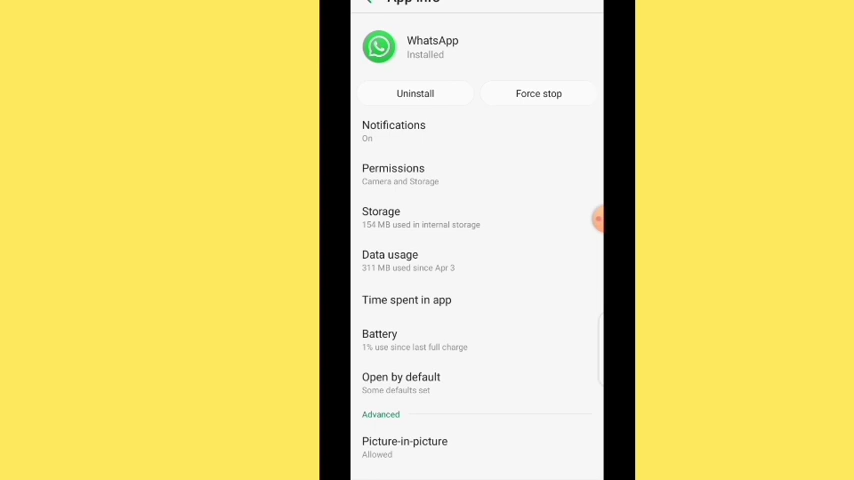 App info
WhatsApp
Installed
Uninstall
Force stop
Notifications
On
Permissions
Camera and Storage
Storage
154 MB used in internal storage
Data usage
311 MB used since Apr 3
Time spent in app
Battery
1% use since last full charge
Open by default
Some defaults set
Advanced
Picture-in-picture
Allowed